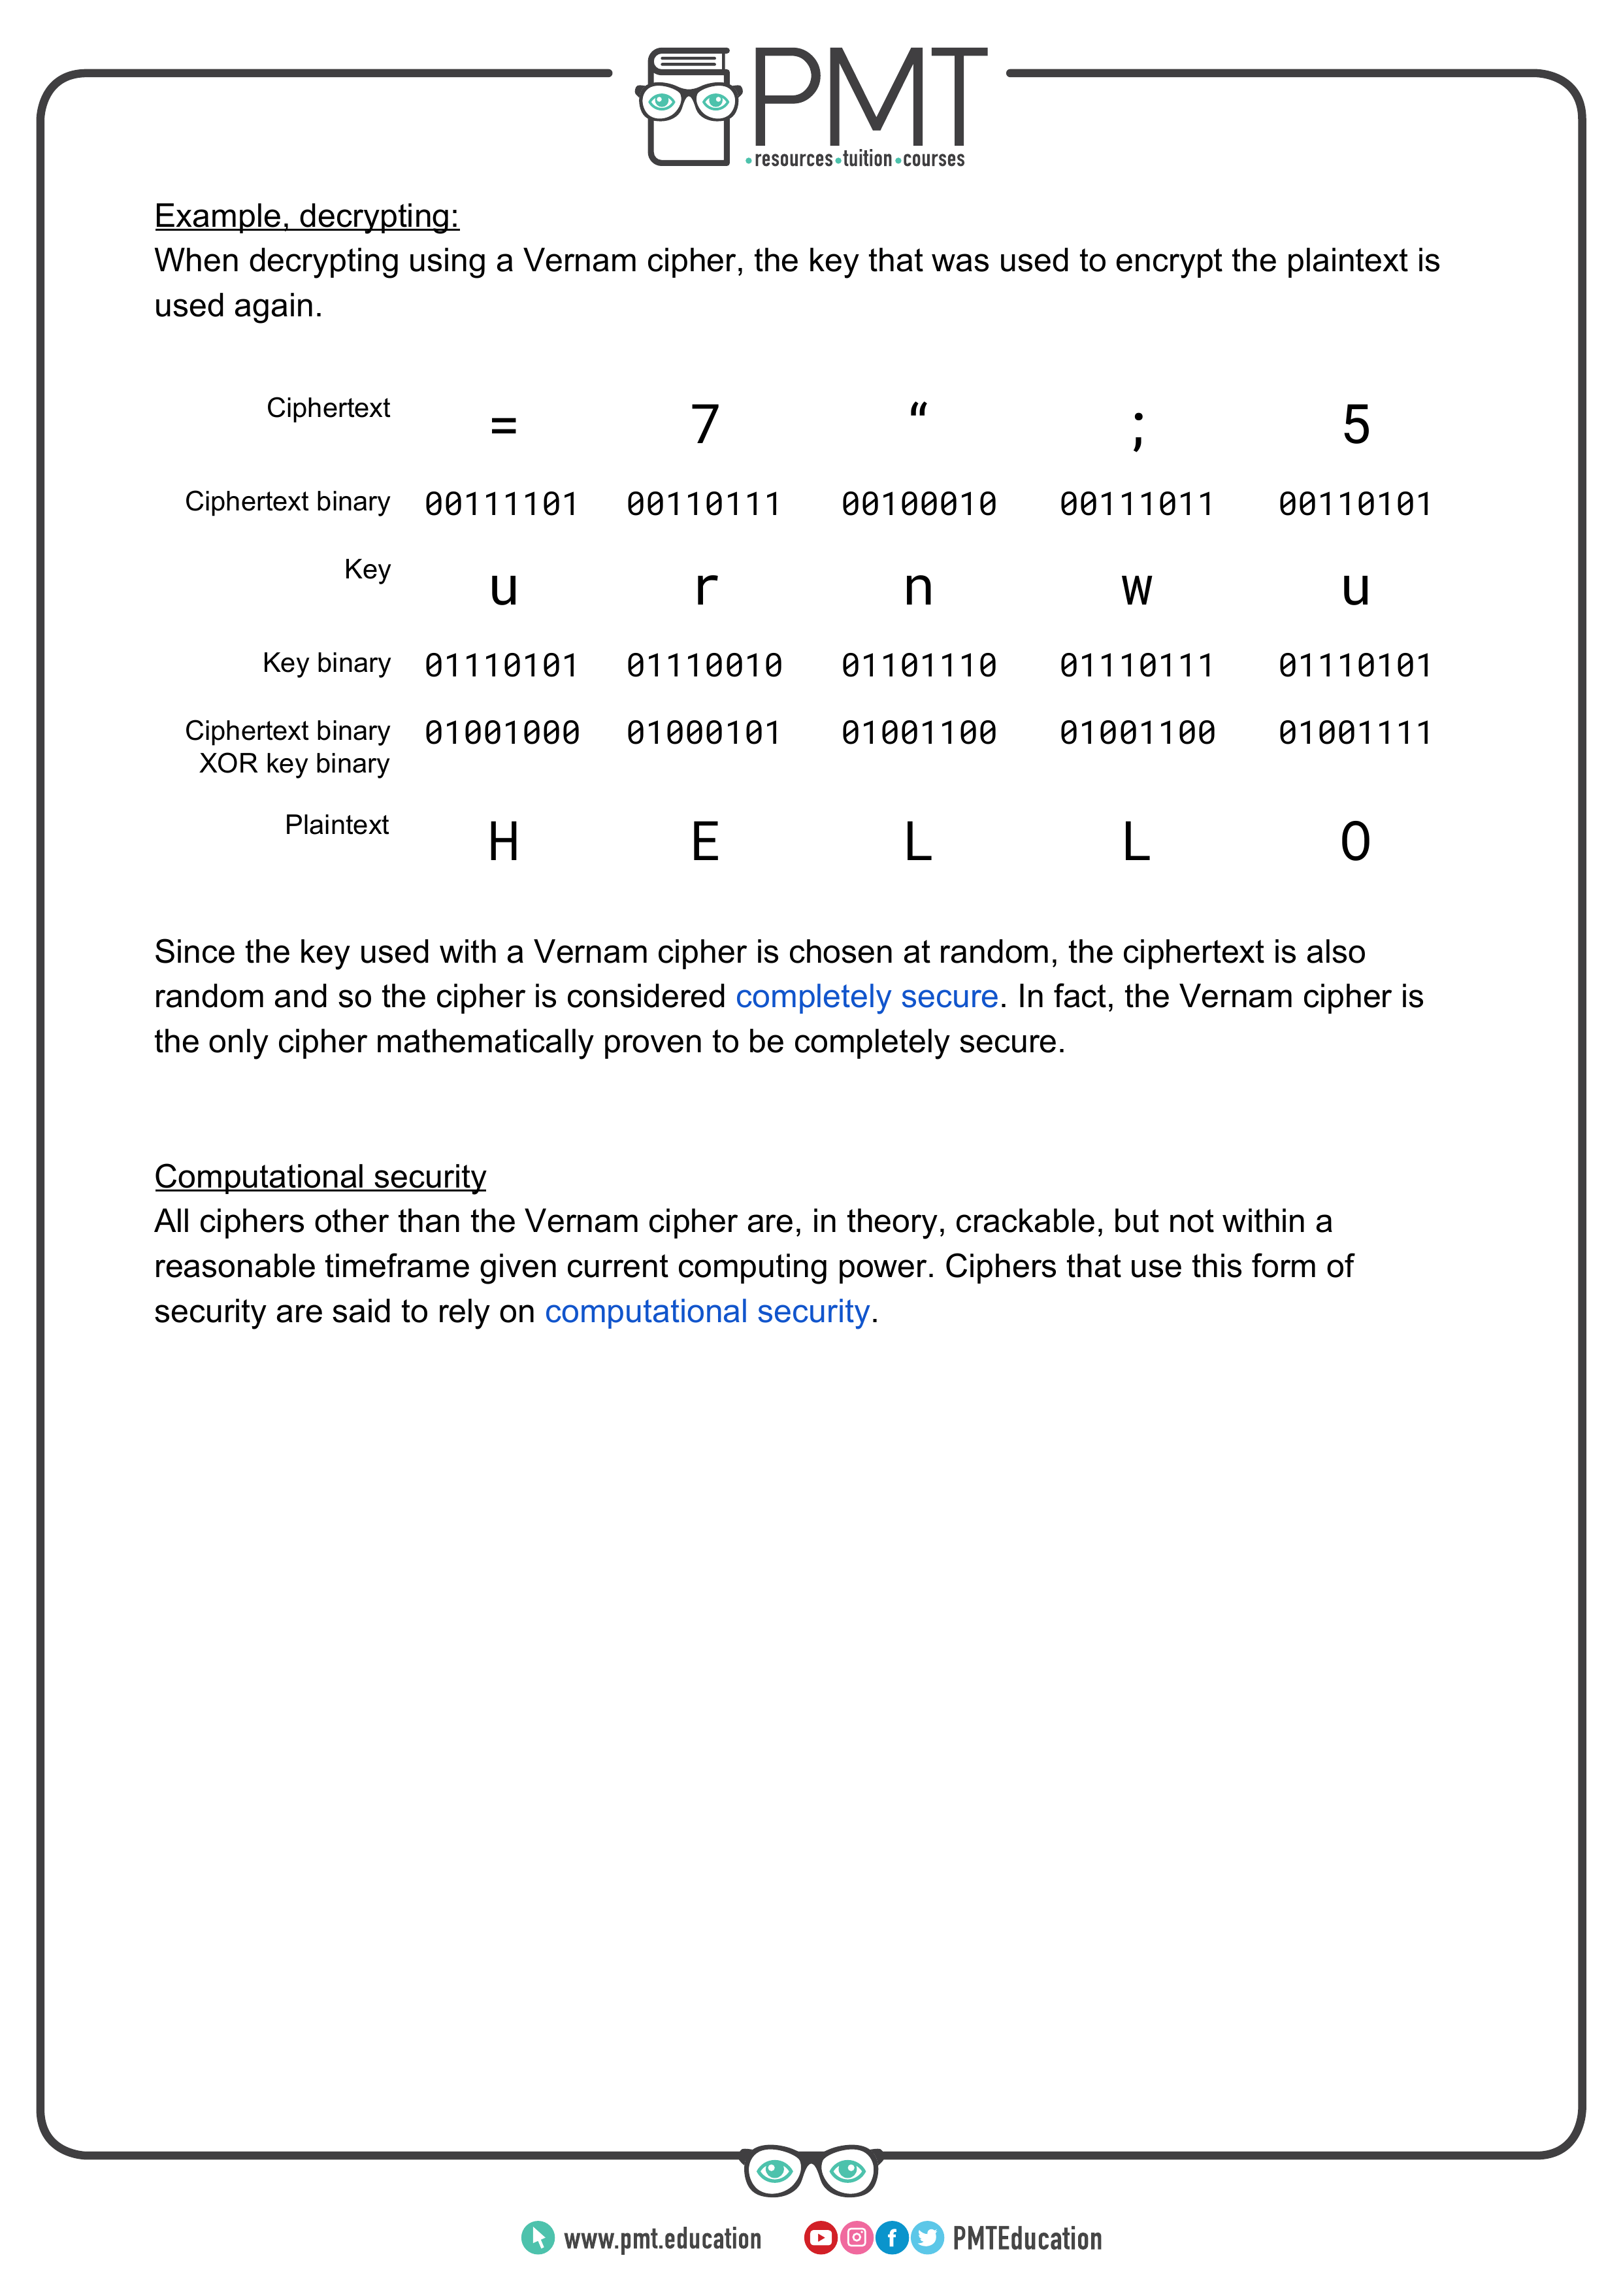 PMT
resources tuition courses
Example, decrypting:
When decrypting using a Vernam cipher, the key that was used to encrypt the plaintext is
used again.
Ciphertext = 7 “ ; 5
Ciphertext binary 00111101 00110111 00100010 00111011 00110101
Key u r n w u
Key binary 01110101 01110010 01101110 01110111 01110101
Ciphertext binary 01001000 01000101 01001100 01001100 01001111
XOR key binary
Plaintext H E L L O
Since the key used with a Vernam cipher is chosen at random, the ciphertext is also
random and so the cipher is considered completely secure. In fact, the Vernam cipher is
the only cipher mathematically proven to be completely secure.
Computational security
All ciphers other than the Vernam cipher are, in theory, crackable, but not within a
reasonable timeframe given current computing power. Ciphers that use this form of
security are said to rely on computational security.
www.pmt.education PMTEducation